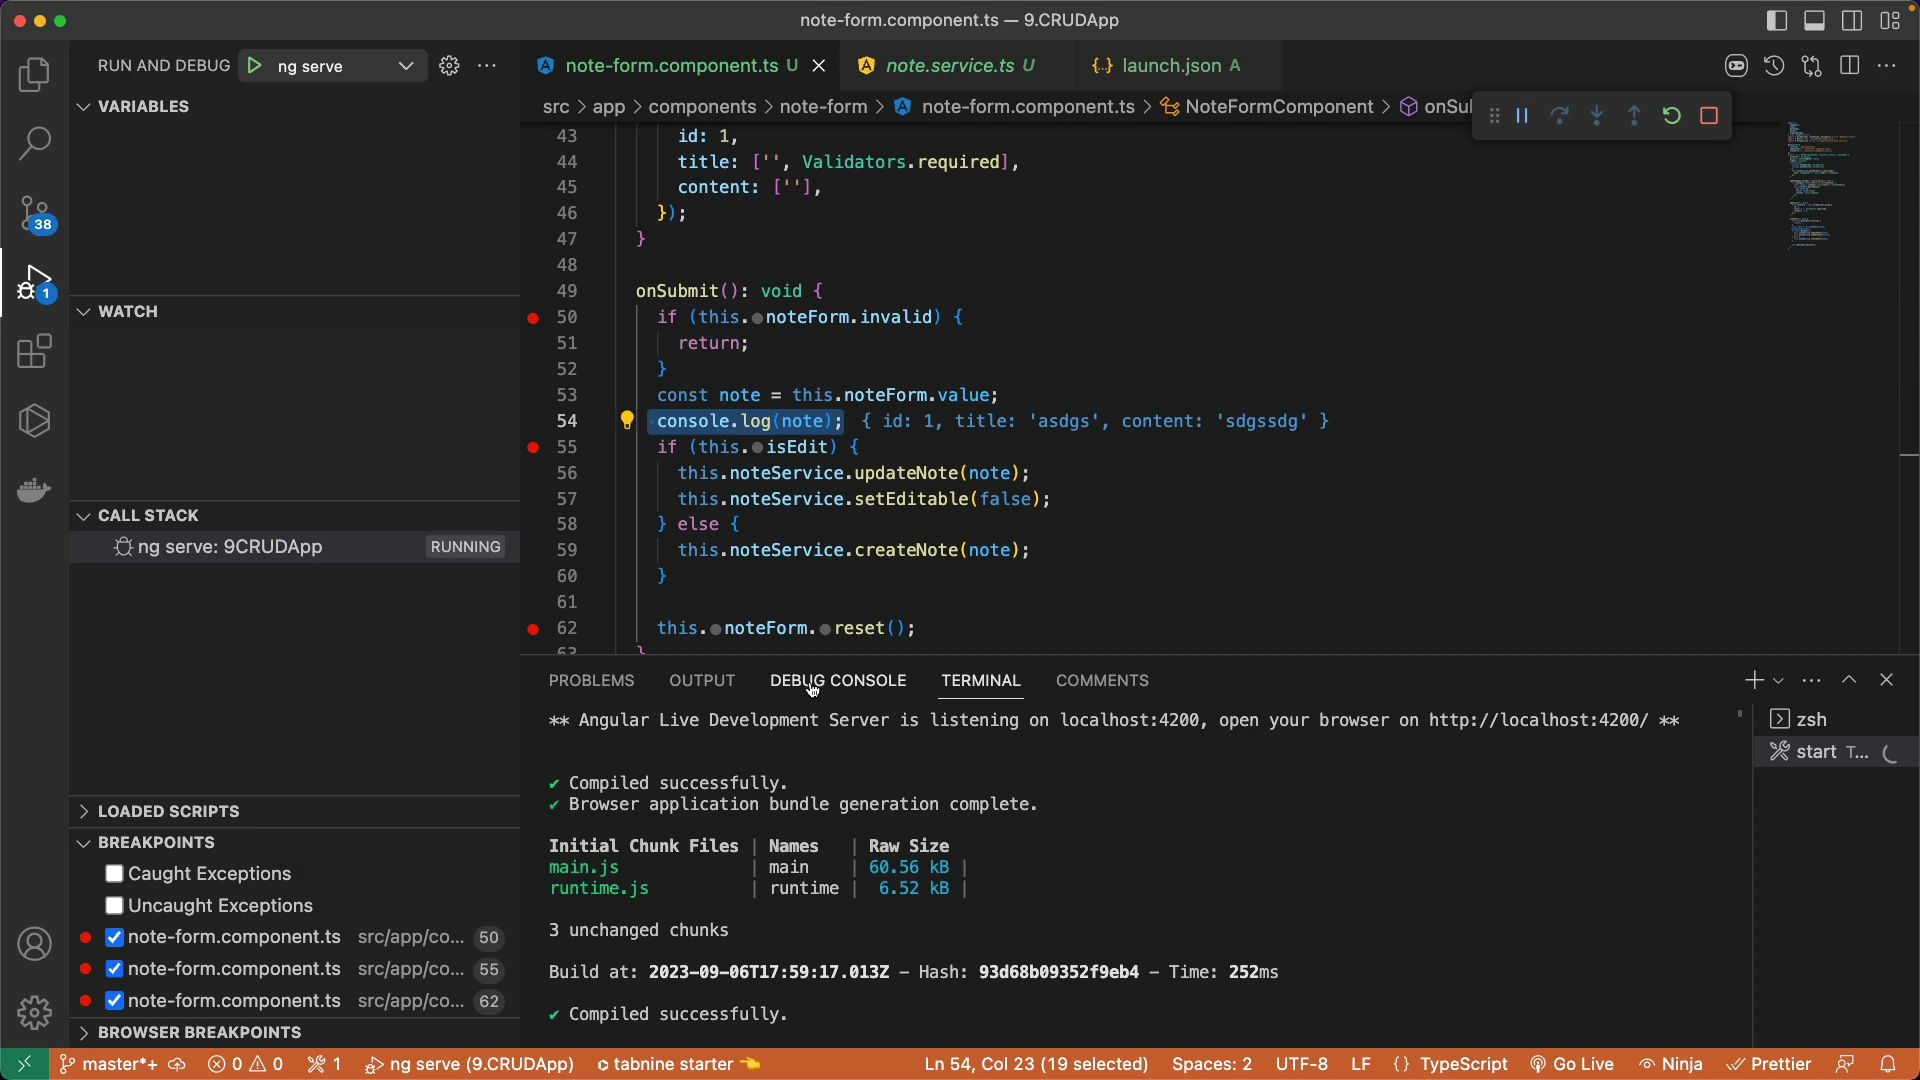 note-form.component.ts — 9.CRUDApp
RUN AND DEBUG
ng serve
note-form.component.ts U
note.service.ts U
launch.json A
VARIABLES
src > app > components > note-form > note-form.component.ts > NoteFormComponent > onSu
43 id: 1,
44 title: ['', Validators.required],
45 content: [''],
46 });
47 }
48
49 onSubmit(): void {
50 if (this.noteForm.invalid) {
51 return;
52 }
53 const note = this.noteForm.value;
54 console.log(note); { id: 1, title: 'asdgs', content: 'sdgssdg' }
55 if (this.isEdit) {
56 this.noteService.updateNote(note);
57 this.noteService.setEditable(false);
58 } else {
59 this.noteService.createNote(note);
60 }
61
62 this.noteForm.reset();
63 }
38
1
WATCH
CALL STACK
ng serve: 9CRUDApp RUNNING
LOADED SCRIPTS
BREAKPOINTS
Caught Exceptions
Uncaught Exceptions
note-form.component.ts src/app/co... 50
note-form.component.ts src/app/co... 55
note-form.component.ts src/app/co... 62
BROWSER BREAKPOINTS
PROBLEMS OUTPUT DEBUG CONSOLE TERMINAL COMMENTS
** Angular Live Development Server is listening on localhost:4200, open your browser on http://localhost:4200/ **
✔ Compiled successfully.
✔ Browser application bundle generation complete.
Initial Chunk Files | Names | Raw Size
main.js | main | 60.56 kB |
runtime.js | runtime | 6.52 kB |
3 unchanged chunks
Build at: 2023-09-06T17:59:17.013Z - Hash: 93d68b09352f9eb4 - Time: 252ms
✔ Compiled successfully.
zsh
start T...
master*+ 0 0 1 ng serve (9.CRUDApp) tabnine starter Ln 54, Col 23 (19 selected) Spaces: 2 UTF-8 LF {} TypeScript Go Live Ninja Prettier